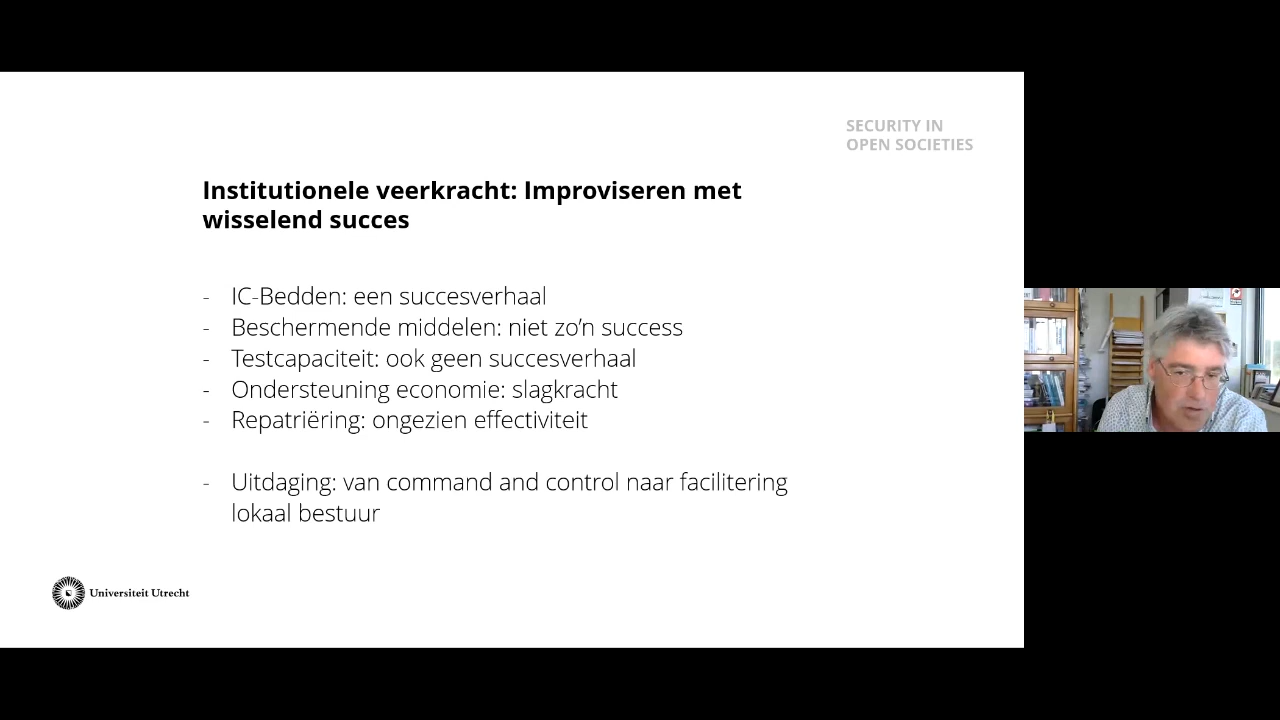 SECURITY IN
OPEN SOCIETIES
Institutionele veerkracht: Improviseren met
wisselend succes
- IC-Bedden: een succesverhaal
- Beschermende middelen: niet zo’n success
- Testcapaciteit: ook geen succesverhaal
- Ondersteuning economie: slagkracht
- Repatriëring: ongezien effectiviteit
- Uitdaging: van command and control naar facilitering
lokaal bestuur
Universiteit Utrecht